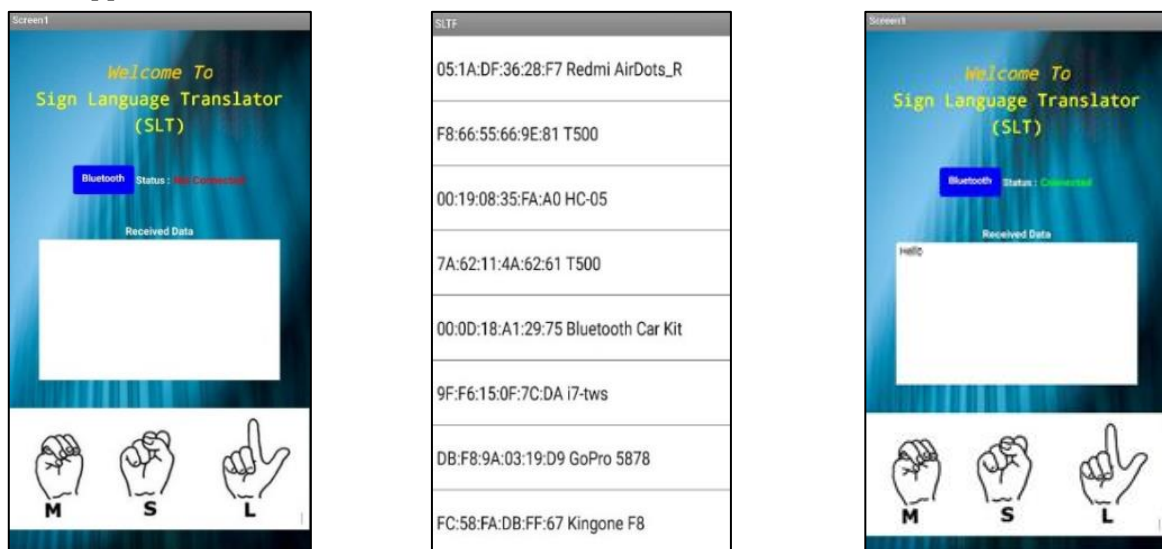 Screen1
Welcome To
Sign Language Translator
(SLT)
Bluetooth Status : Not Connected
Received Data
M S L
SLTF
05:1A:DF:36:28:F7 Redmi AirDots_R
F8:66:55:66:9E:81 T500
00:19:08:35:FA:A0 HC-05
7A:62:11:4A:62:61 T500
00:0D:18:A1:29:75 Bluetooth Car Kit
9F:F6:15:0F:7C:DA i7-tws
DB:F8:9A:03:19:D9 GoPro 5878
FC:58:FA:DB:FF:67 Kingone F8
Screen1
Welcome To
Sign Language Translator
(SLT)
Bluetooth Status : Connected
Received Data
Hello
M S L